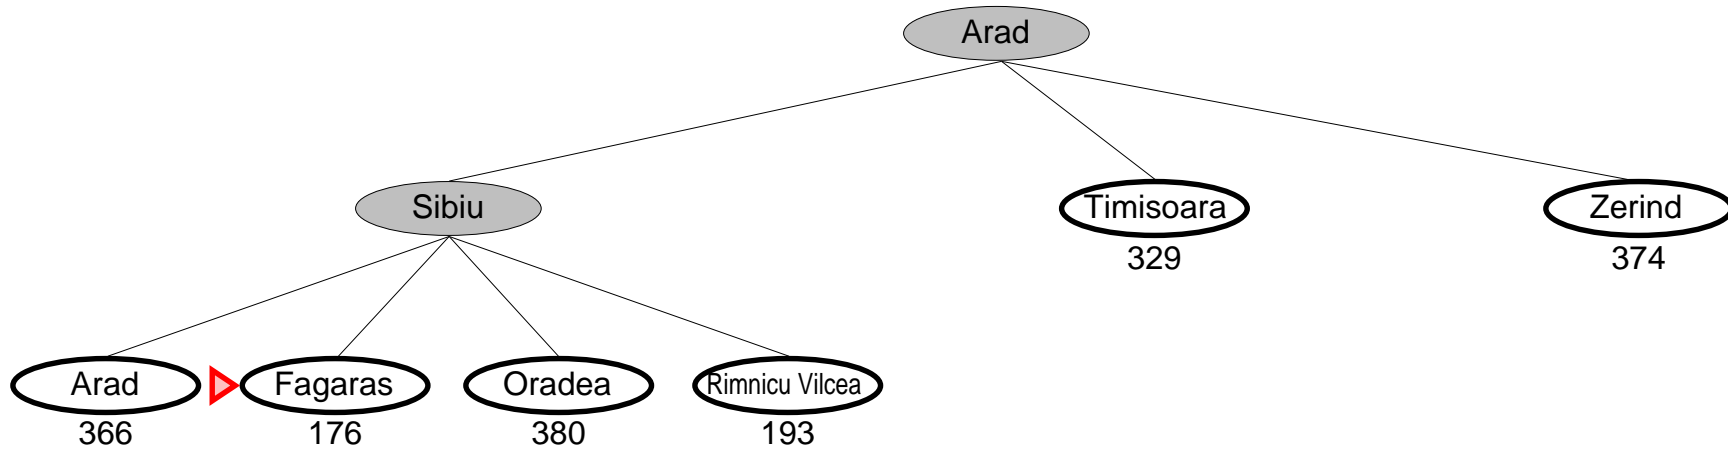 Arad
Sibiu
Timisoara
Zerind
329
374
Arad
Fagaras
Oradea
Rimnicu Vilcea
366
176
380
193